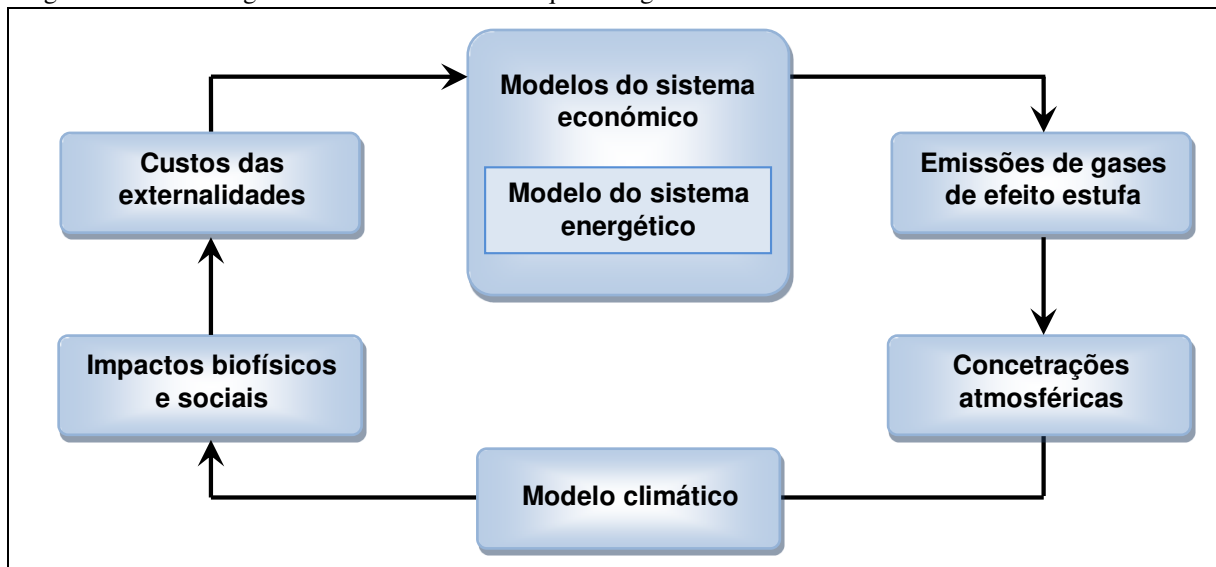 Modelos do sistema
económico
Modelo do sistema
energético
Emissões de gases
de efeito estufa
Concetrações
atmosféricas
Modelo climático
Impactos biofísicos
e sociais
Custos das
externalidades